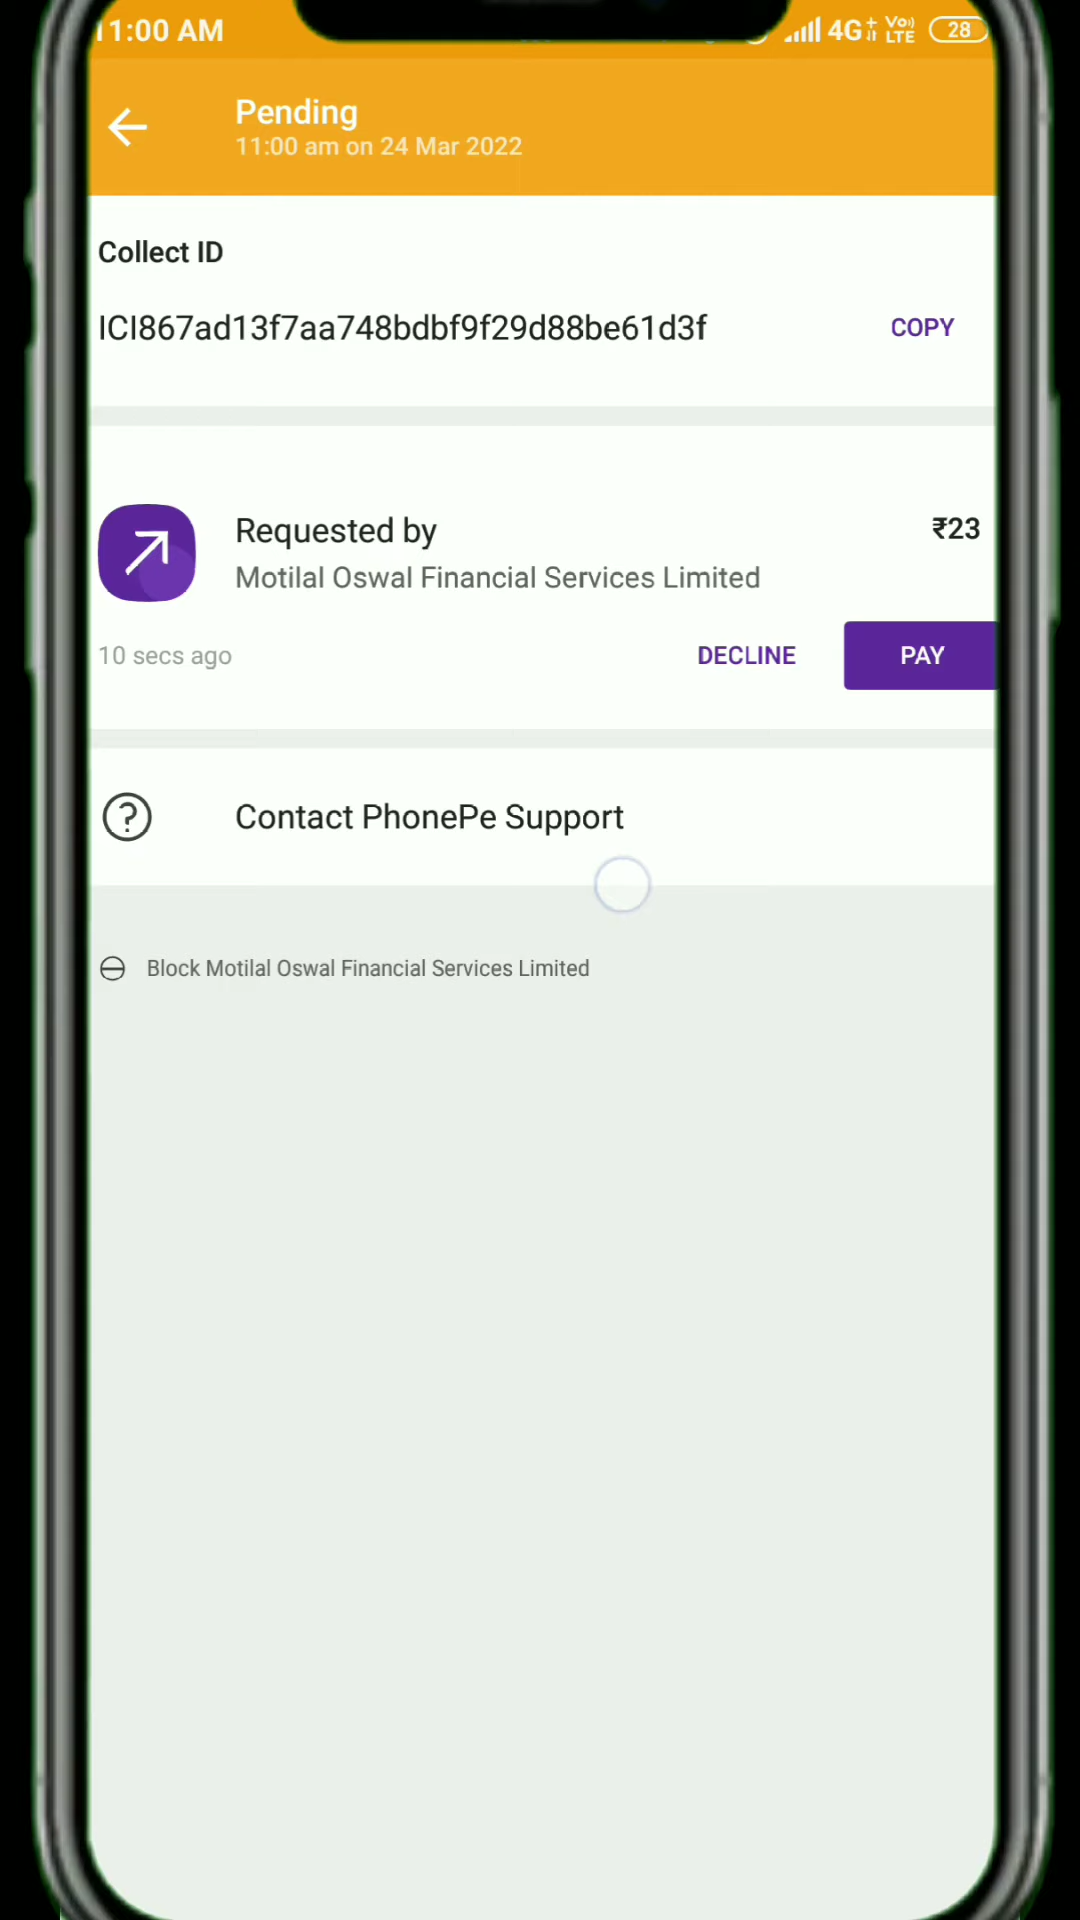 11:00 AM 4G+ Vo) LTE 28
Pending
11:00 am on 24 Mar 2022
Collect ID
ICI867ad13f7aa748bdbf9f29d88be61d3f COPY
Requested by ₹23
Motilal Oswal Financial Services Limited
10 secs ago DECLINE PAY
Contact PhonePe Support
Block Motilal Oswal Financial Services Limited